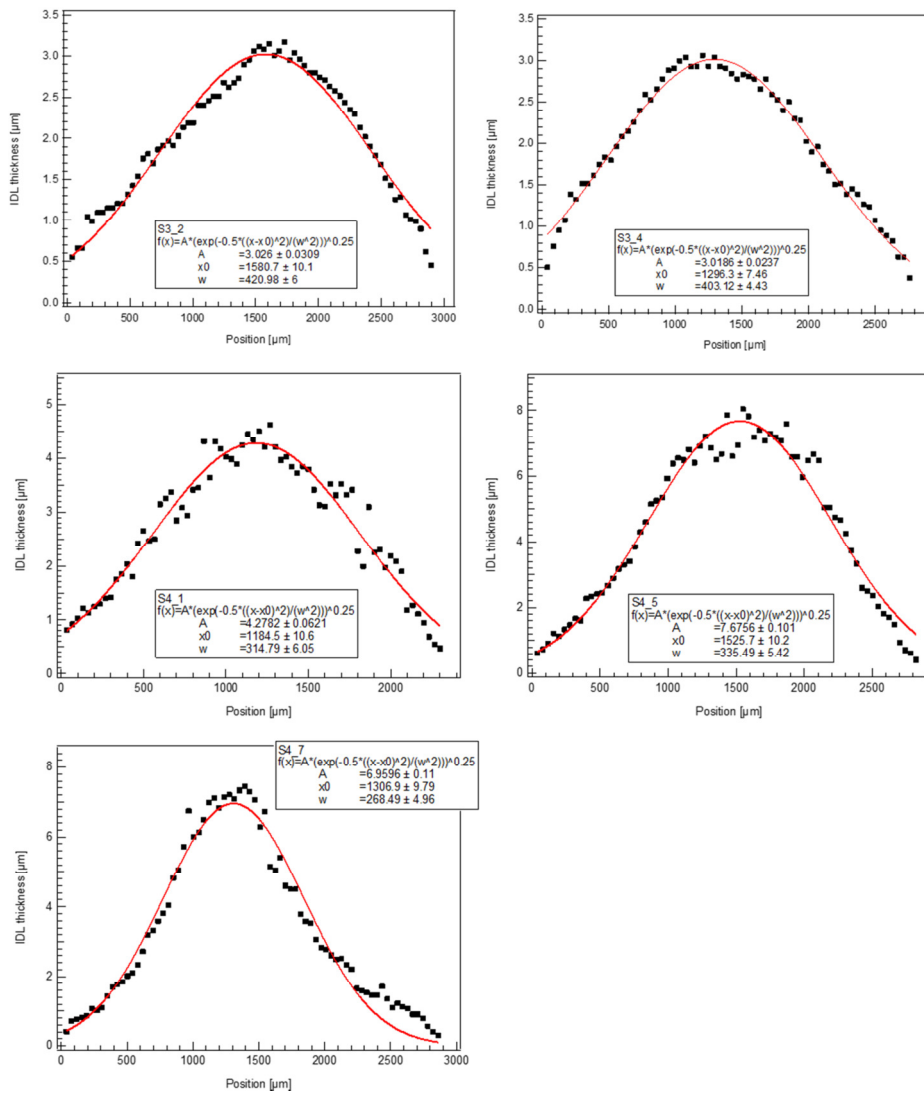 3.5
3.0
2.5
2.0
1.5
1.0
0.5
0.0
IDL thickness [µm]
S3_2
f(x)=A*(exp(-0.5*((x-x0)^2)/(w^2)))^0.25
A =3.026 ± 0.0309
x0 =1580.7 ± 10.1
w =420.98 ± 6
0 500 1000 1500 2000 2500 3000
Position [µm]
3.5
3.0
2.5
2.0
1.5
1.0
0.5
0.0
IDL thickness [µm]
S3_4
f(x)=A*(exp(-0.5*((x-x0)^2)/(w^2)))^0.25
A =3.0186 ± 0.0237
x0 =1296.3 ± 7.46
w =403.12 ± 4.43
0 500 1000 1500 2000 2500
Position [µm]
5
4
3
2
1
0
IDL thickness [µm]
S4_1
f(x)=A*(exp(-0.5*((x-x0)^2)/(w^2)))^0.25
A =4.2782 ± 0.0621
x0 =1184.5 ± 10.6
w =314.79 ± 6.05
0 500 1000 1500 2000
Position [µm]
8
6
4
2
0
IDL thickness [µm]
S4_5
f(x)=A*(exp(-0.5*((x-x0)^2)/(w^2)))^0.25
A =7.6756 ± 0.101
x0 =1525.7 ± 10.2
w =335.49 ± 5.42
0 500 1000 1500 2000 2500
Position [µm]
8
6
4
2
0
IDL thickness [µm]
S4_7
f(x)=A*(exp(-0.5*((x-x0)^2)/(w^2)))^0.25
A =6.9596 ± 0.11
x0 =1306.9 ± 9.79
w =268.49 ± 4.96
0 500 1000 1500 2000 2500 3000
Position [µm]